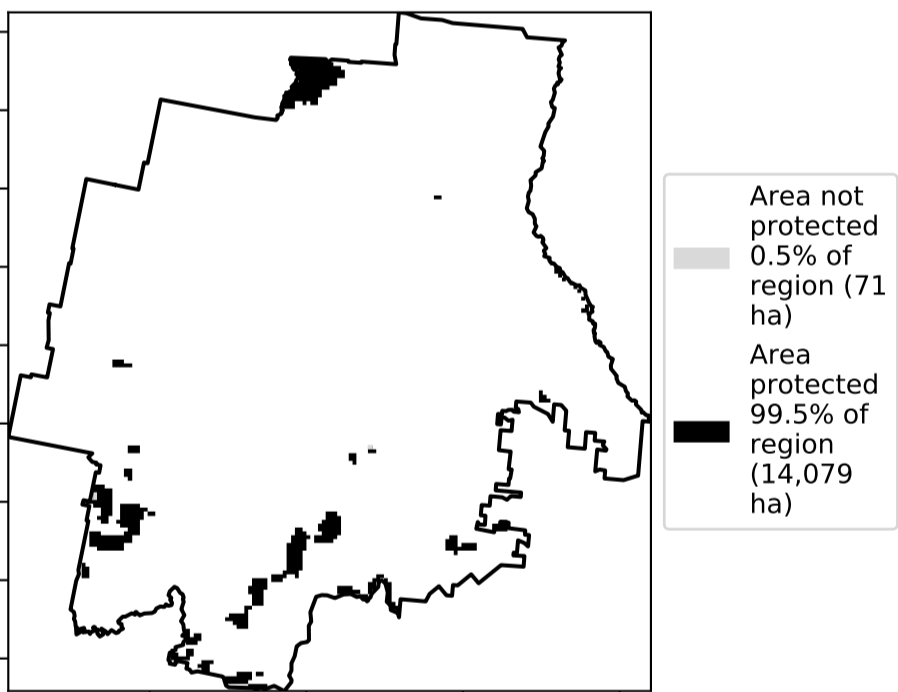 Area not
protected
0.5% of
region (71
ha)
Area
protected
99.5% of
region
(14,079
ha)